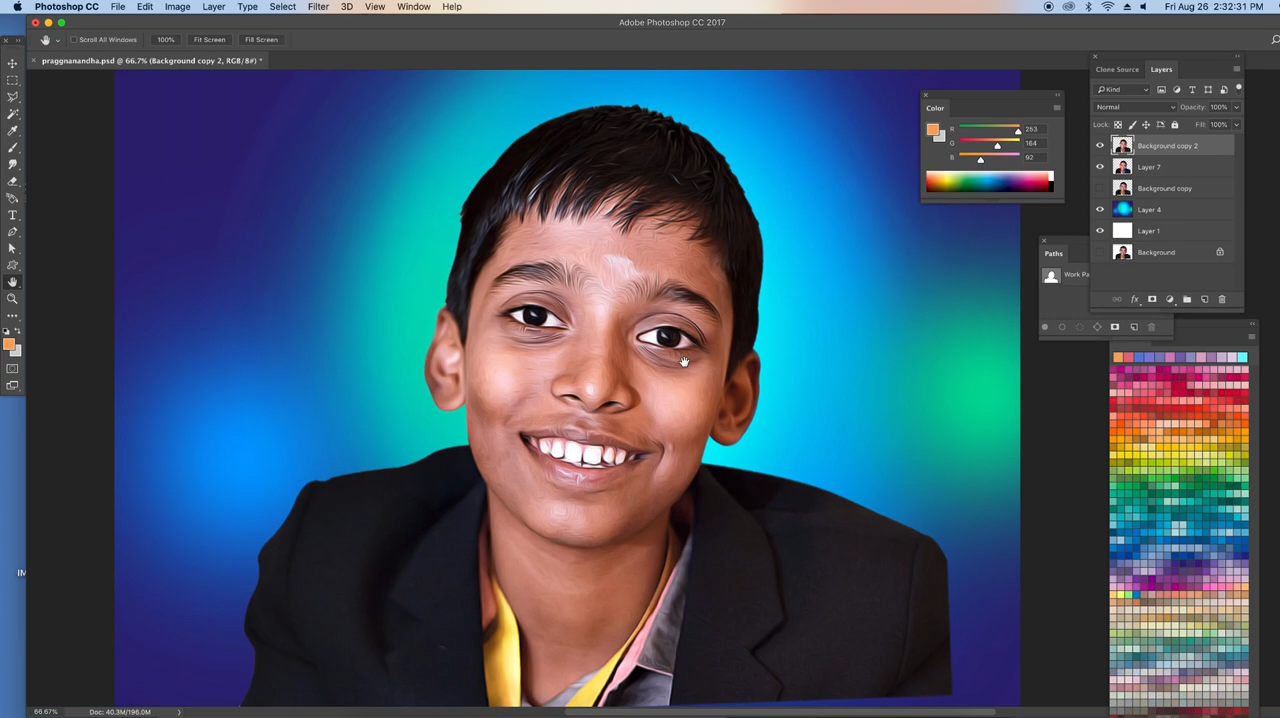 Photoshop CC File Edit Image Layer Type Select Filter 3D View Window Help Fri Aug 26 2:32:31 PM
Adobe Photoshop CC 2017
Scroll All Windows 100% Fit Screen Fill Screen
praggnanandha.psd @ 66.7% (Background copy 2, RGB/8#) *
Clone Source Layers
Kind
Normal Opacity: 100%
Lock: Fill: 100%
Background copy 2
Layer 7
Background copy
Layer 4
Layer 1
Background
Color
R 253
G 164
B 92
Paths
Work Pa
IM
66.67% Doc: 40.3M/196.0M